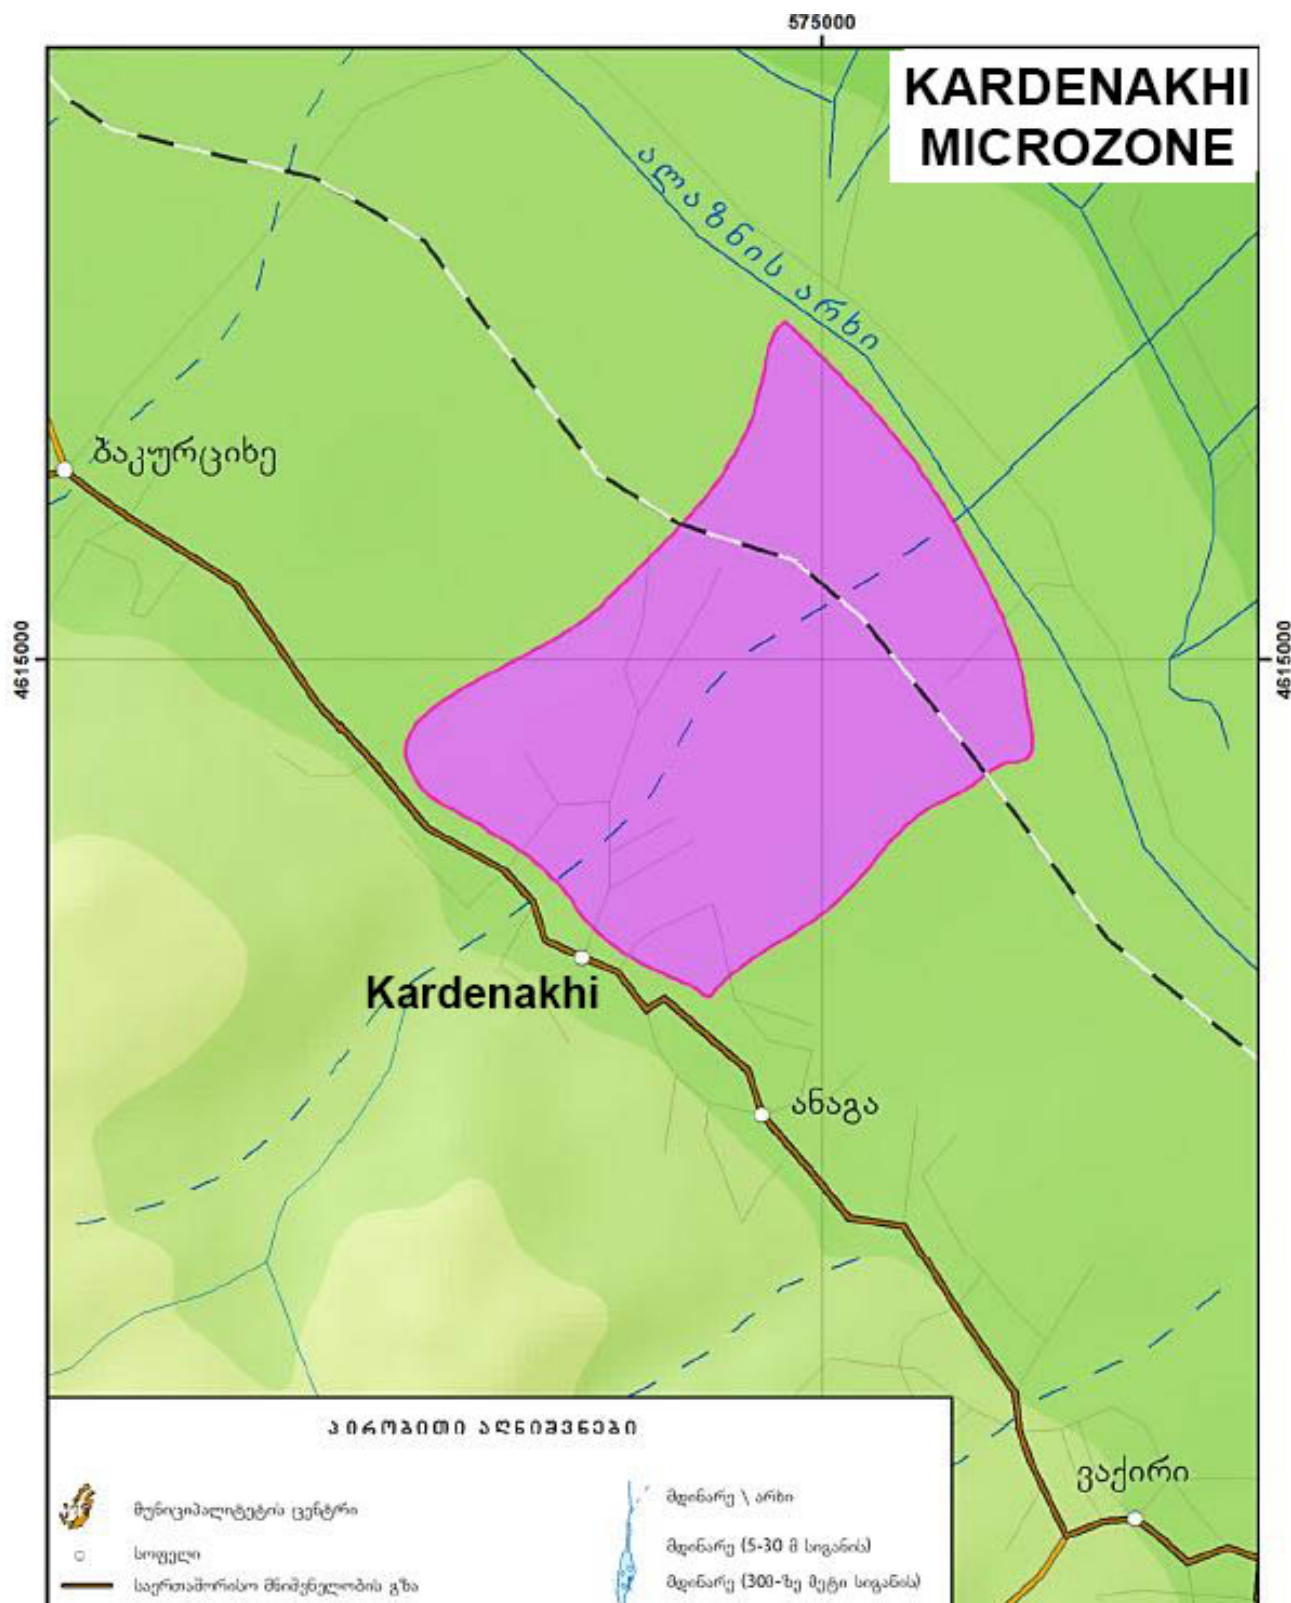 575000
KARDENAKHI
MICROZONE
ალაზნის არხი
ბაკურციხე
4615000
4615000
Kardenakhi
ანაგა
ვაქირი
ᲞᲘᲠᲝᲑᲘᲗᲘ ᲐᲦᲜᲘᲨᲕᲜᲔᲑᲘ
მუნიციპალიტეტის ცენტრი
სოფელი
საერთაშორისო მნიშვნელობის გზა
მდინარე \ არხი
მდინარე (5-30 მ სიგანის)
მდინარე (300-ზე მეტი სიგანის)